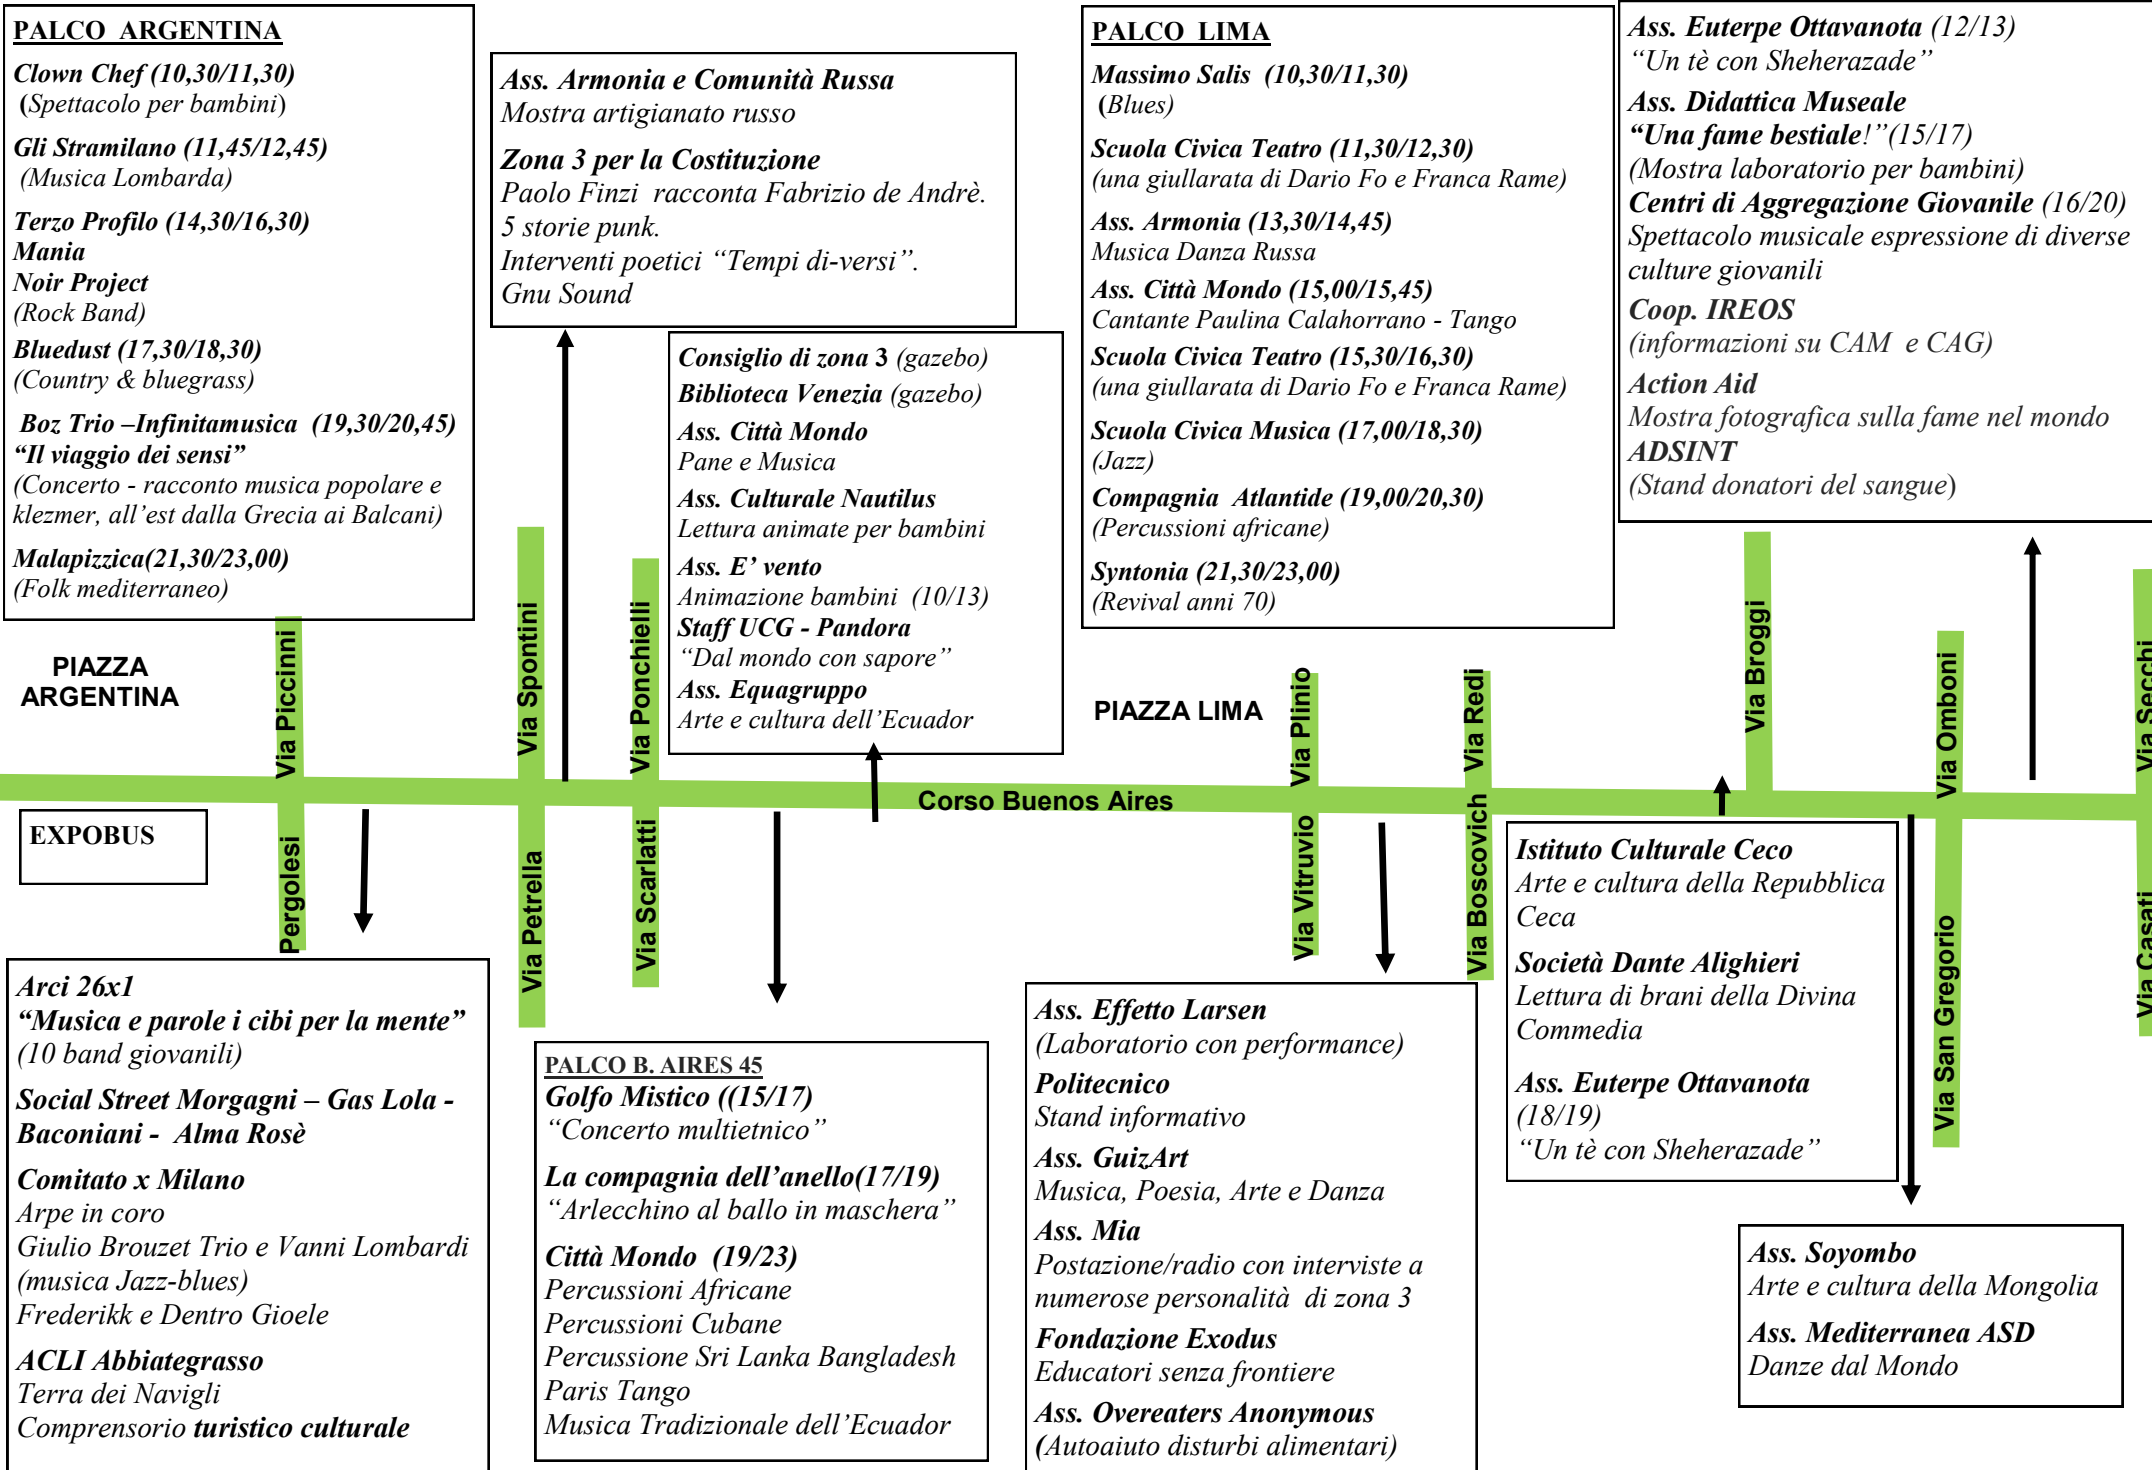 PALCO ARGENTINA
Clown Chef (10,30/11,30)
(Spettacolo per bambini)
Gli Stramilano (11,45/12,45)
(Musica Lombarda)
Terzo Profilo (14,30/16,30)
Mania
Noir Project
(Rock Band)
Bluedust (17,30/18,30)
(Country & bluegrass)
Boz Trio –Infinitamusica (19,30/20,45)
“Il viaggio dei sensi”
(Concerto - racconto musica popolare e
klezmer, all’est dalla Grecia ai Balcani)
Malapizzica(21,30/23,00)
(Folk mediterraneo)
Ass. Armonia e Comunità Russa
Mostra artigianato russo
Zona 3 per la Costituzione
Paolo Finzi racconta Fabrizio de Andrè.
5 storie punk.
Interventi poetici “Tempi di-versi”.
Gnu Sound
Consiglio di zona 3 (gazebo)
Biblioteca Venezia (gazebo)
Ass. Città Mondo
Pane e Musica
Ass. Culturale Nautilus
Lettura animate per bambini
Ass. E’ vento
Animazione bambini (10/13)
Staff UCG - Pandora
“Dal mondo con sapore”
Ass. Equagruppo
Arte e cultura dell’Ecuador
PALCO LIMA
Massimo Salis (10,30/11,30)
(Blues)
Scuola Civica Teatro (11,30/12,30)
(una giullarata di Dario Fo e Franca Rame)
Ass. Armonia (13,30/14,45)
Musica Danza Russa
Ass. Città Mondo (15,00/15,45)
Cantante Paulina Calahorrano - Tango
Scuola Civica Teatro (15,30/16,30)
(una giullarata di Dario Fo e Franca Rame)
Scuola Civica Musica (17,00/18,30)
(Jazz)
Compagnia Atlantide (19,00/20,30)
(Percussioni africane)
Syntonia (21,30/23,00)
(Revival anni 70)
Ass. Euterpe Ottavanota (12/13)
“Un tè con Sheherazade”
Ass. Didattica Museale
“Una fame bestiale!”(15/17)
(Mostra laboratorio per bambini)
Centri di Aggregazione Giovanile (16/20)
Spettacolo musicale espressione di diverse
culture giovanili
Coop. IREOS
(informazioni su CAM e CAG)
Action Aid
Mostra fotografica sulla fame nel mondo
ADSINT
(Stand donatori del sangue)
PIAZZA
ARGENTINA
Via Piccinni
Via Spontini
Via Ponchielli
PIAZZA LIMA
Via Plinio
Via Redi
Via Broggi
Via Omboni
Via Secchi
Corso Buenos Aires
EXPOBUS
Pergolesi
Via Petrella
Via Scarlatti
Via Vitruvio
Via Boscovich
Via San Gregorio
Via Casati
Arci 26x1
“Musica e parole i cibi per la mente”
(10 band giovanili)
Social Street Morgagni – Gas Lola -
Baconiani - Alma Rosè
Comitato x Milano
Arpe in coro
Giulio Brouzet Trio e Vanni Lombardi
(musica Jazz-blues)
Frederikk e Dentro Gioele
ACLI Abbiategrasso
Terra dei Navigli
Comprensorio turistico culturale
PALCO B. AIRES 45
Golfo Mistico ((15/17)
“Concerto multietnico”
La compagnia dell’anello(17/19)
“Arlecchino al ballo in maschera”
Città Mondo (19/23)
Percussioni Africane
Percussioni Cubane
Percussione Sri Lanka Bangladesh
Paris Tango
Musica Tradizionale dell’Ecuador
Ass. Effetto Larsen
(Laboratorio con performance)
Politecnico
Stand informativo
Ass. GuizArt
Musica, Poesia, Arte e Danza
Ass. Mia
Postazione/radio con interviste a
numerose personalità di zona 3
Fondazione Exodus
Educatori senza frontiere
Ass. Overeaters Anonymous
(Autoaiuto disturbi alimentari)
Istituto Culturale Ceco
Arte e cultura della Repubblica
Ceca
Società Dante Alighieri
Lettura di brani della Divina
Commedia
Ass. Euterpe Ottavanota
(18/19)
“Un tè con Sheherazade”
Ass. Soyombo
Arte e cultura della Mongolia
Ass. Mediterranea ASD
Danze dal Mondo